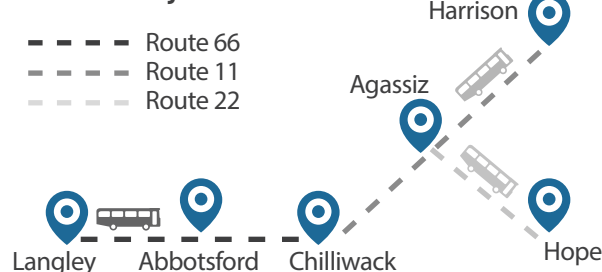 Harrison
Route 66
Route 11
Route 22
Agassiz
Langley
Abbotsford
Chilliwack
Hope